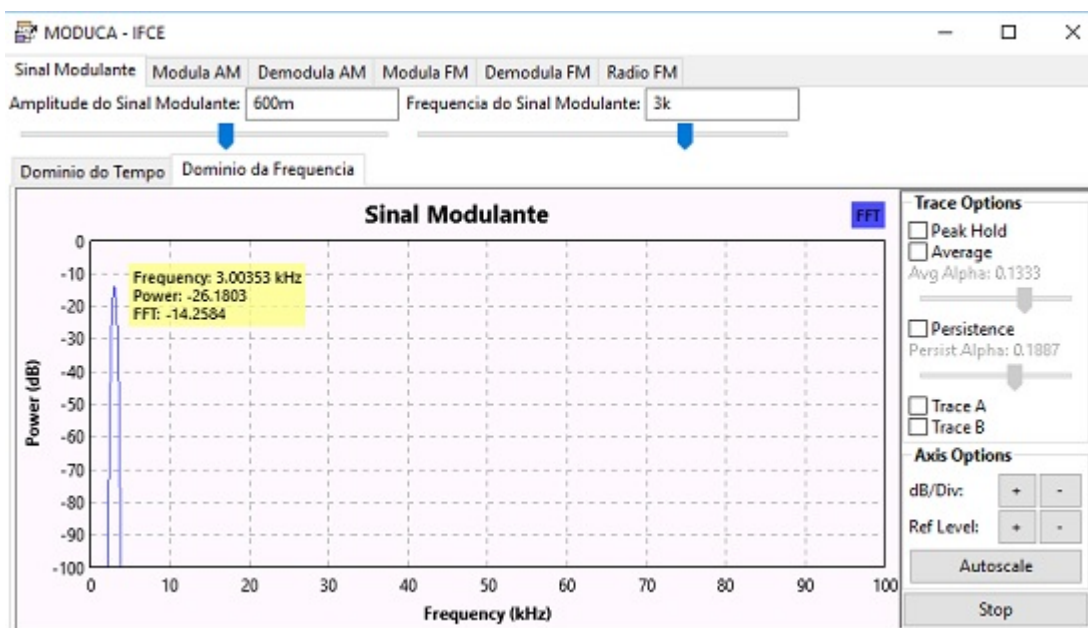 MODUCA - IFCE
Sinal Modulante Modula AM Demodula AM Modula FM Demodula FM Radio FM
Amplitude do Sinal Modulante: 600m Frequencia do Sinal Modulante: 3k
Dominio do Tempo Dominio da Frequencia
Sinal Modulante
FFT
Power (dB)
0
-10
-20
-30
-40
-50
-60
-70
-80
-90
-100
Frequency: 3.00353 kHz
Power: -26.1803
FFT: -14.2584
0 10 20 30 40 50 60 70 80 90 100
Frequency (kHz)
Trace Options
Peak Hold
Average
Avg Alpha: 0.1333
Persistence
Persist Alpha: 0.1887
Trace A
Trace B
Axis Options
dB/Div: + -
Ref Level: + -
Autoscale
Stop